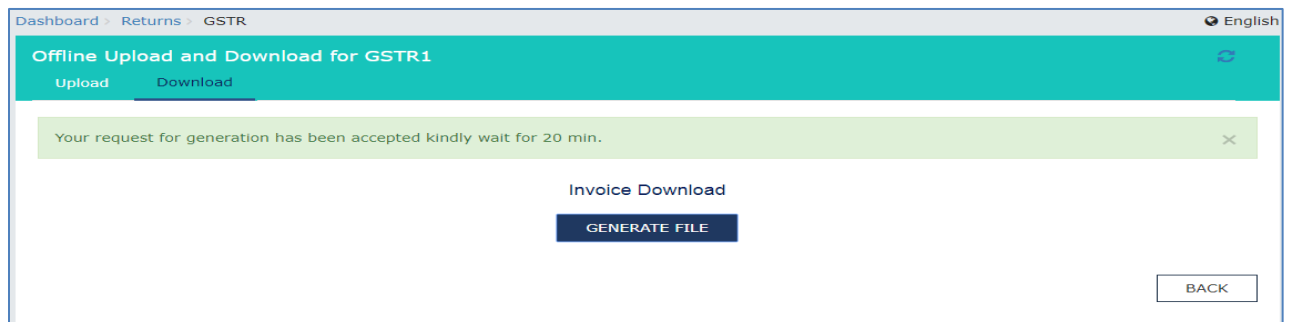 Dashboard > Returns > GSTR English
Offline Upload and Download for GSTR1
Upload Download
Your request for generation has been accepted kindly wait for 20 min. ×
Invoice Download
GENERATE FILE
BACK